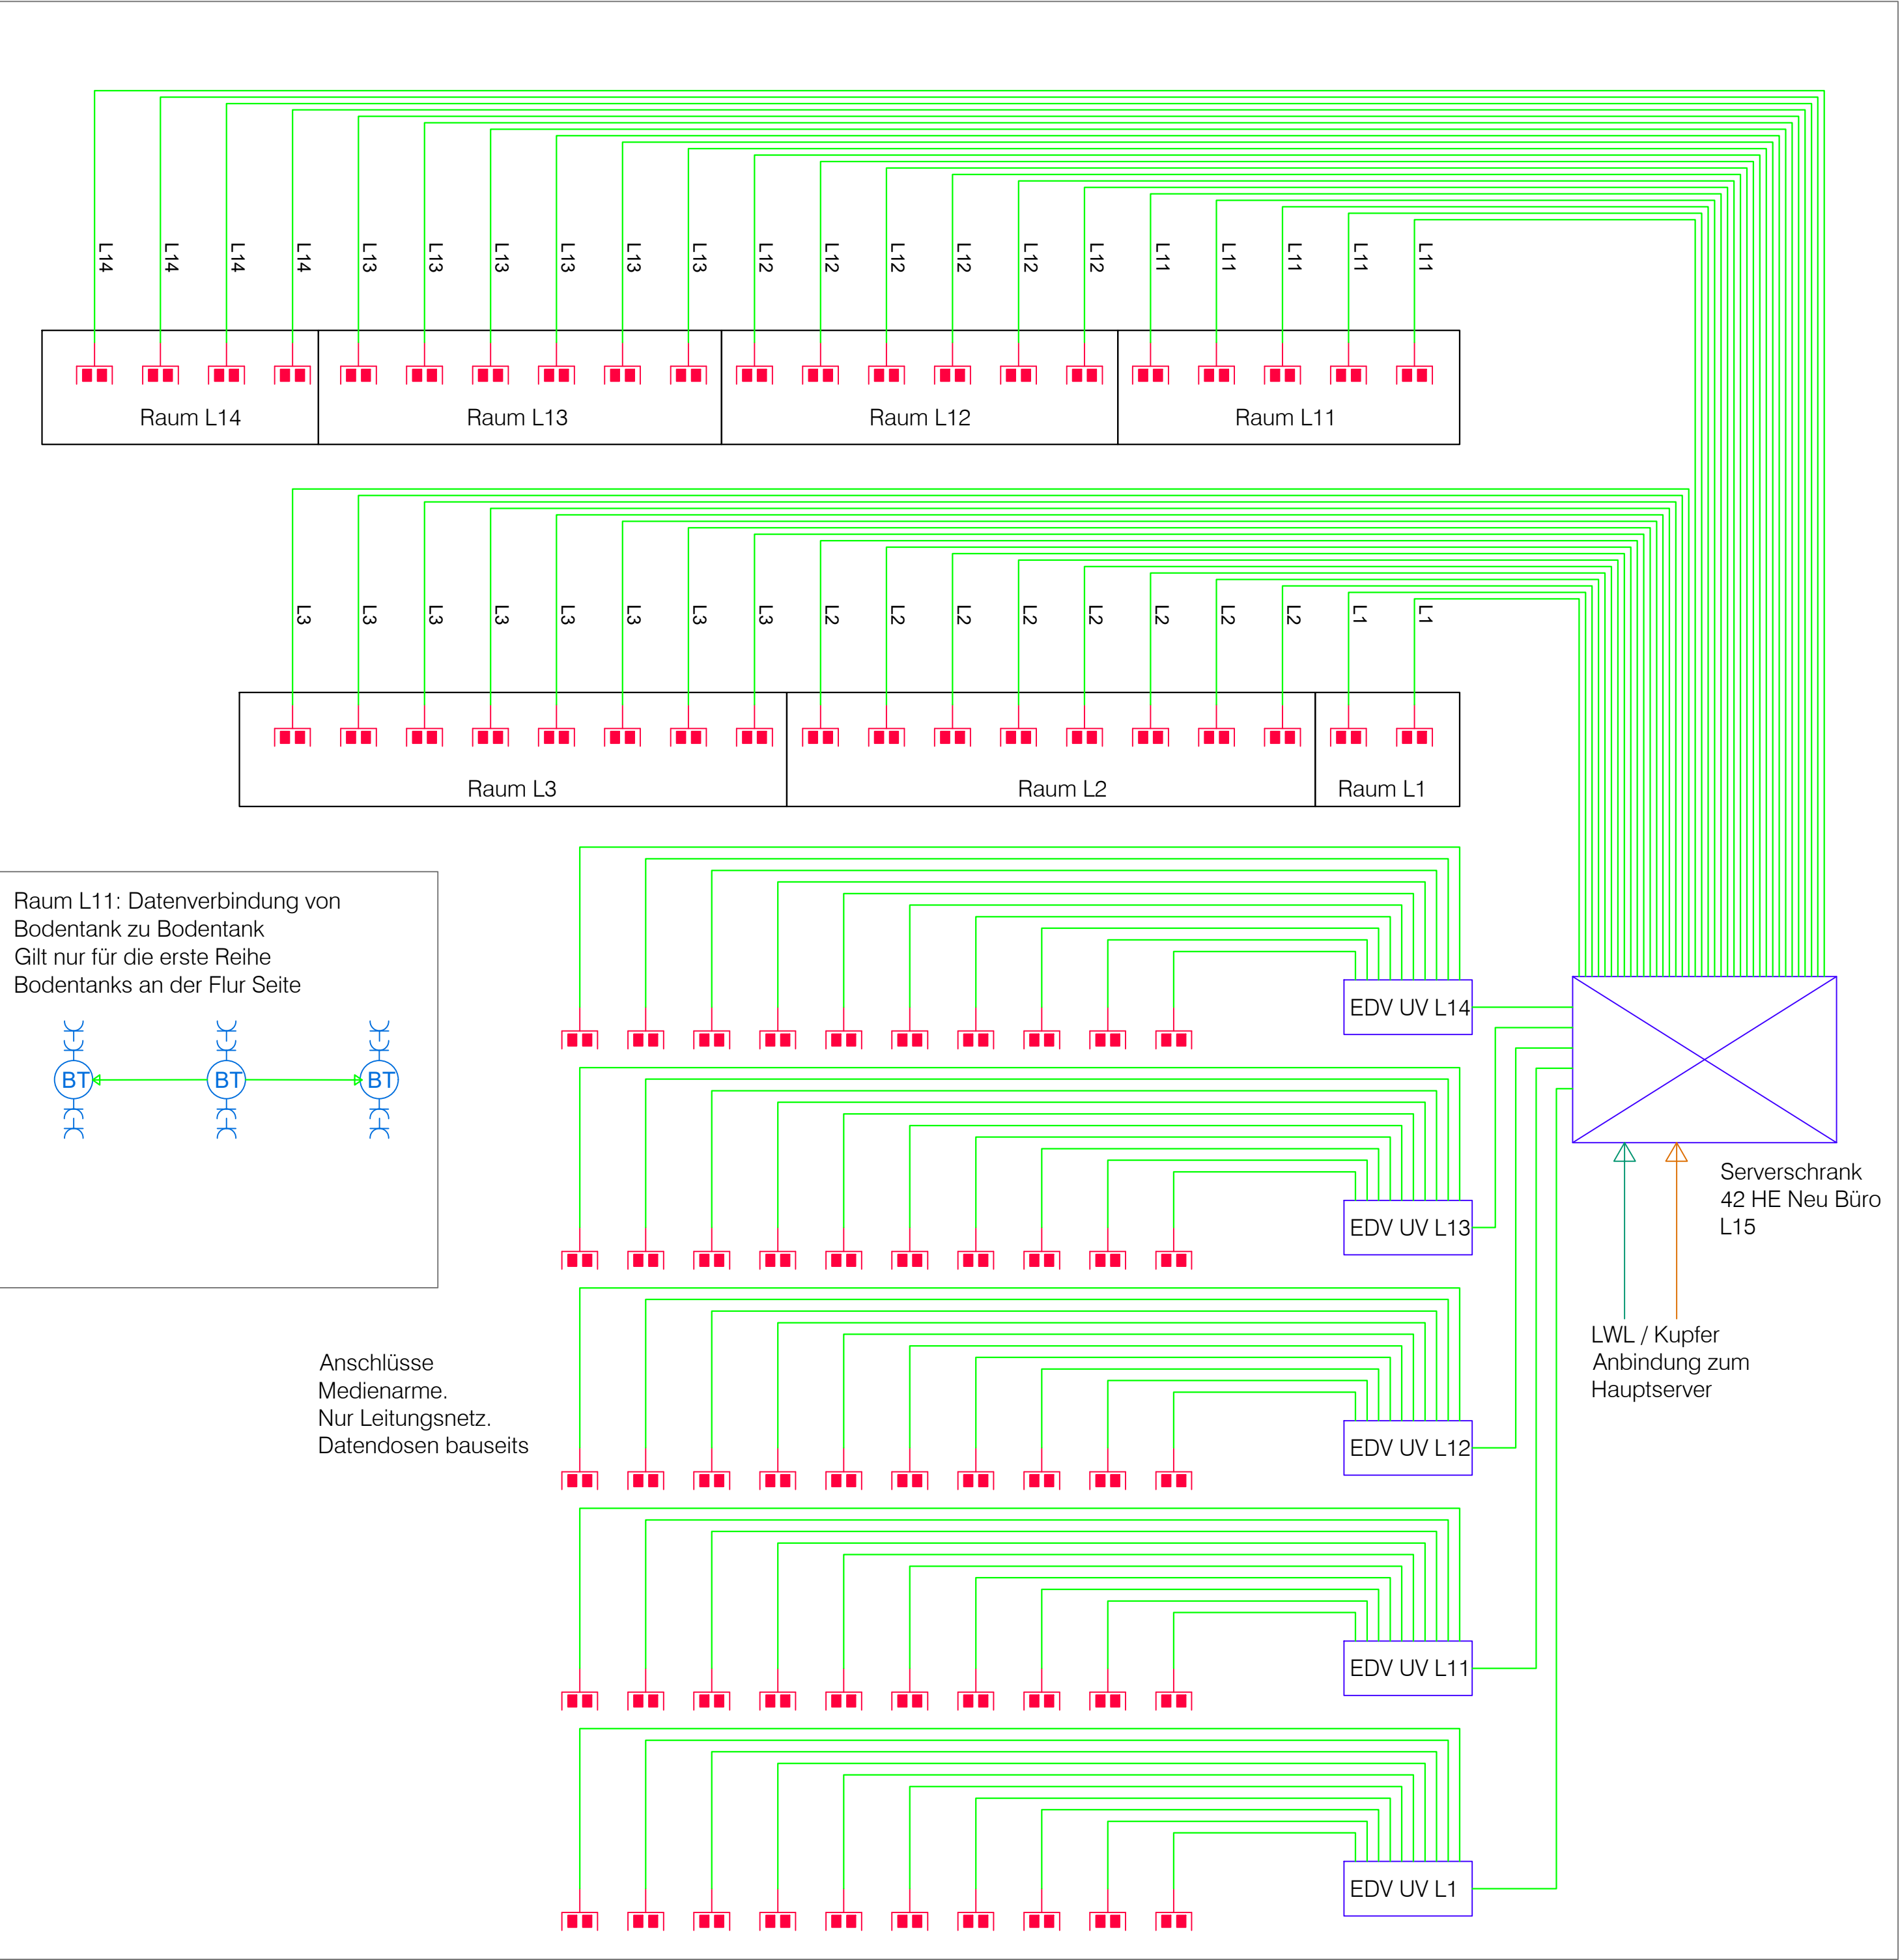 L14
L14
L14
L14
L13
L13
L13
L13
L13
L13
L12
L12
L12
L12
L12
L12
L11
L11
L11
L11
L11
Raum L14
Raum L13
Raum L12
Raum L11
L3
L3
L3
L3
L3
L3
L3
L3
L2
L2
L2
L2
L2
L2
L2
L2
L1
L1
Raum L3
Raum L2
Raum L1
Raum L11: Datenverbindung von
Bodentank zu Bodentank
Gilt nur für die erste Reihe
Bodentanks an der Flur Seite
BT
BT
BT
EDV UV L14
EDV UV L13
EDV UV L12
EDV UV L11
EDV UV L1
Serverschrank
42 HE Neu Büro
L15
LWL / Kupfer
Anbindung zum
Hauptserver
Anschlüsse
Medienarme.
Nur Leitungsnetz.
Datendosen bauseits